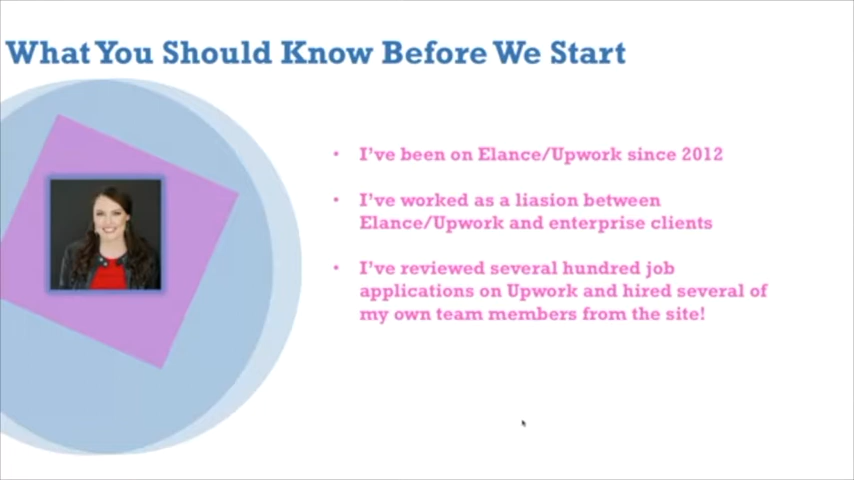 What You Should Know Before We Start
• I've been on Elance/Upwork since 2012
• I've worked as a liasion between
Elance/Upwork and enterprise clients
• I've reviewed several hundred job
applications on Upwork and hired several of
my own team members from the site!